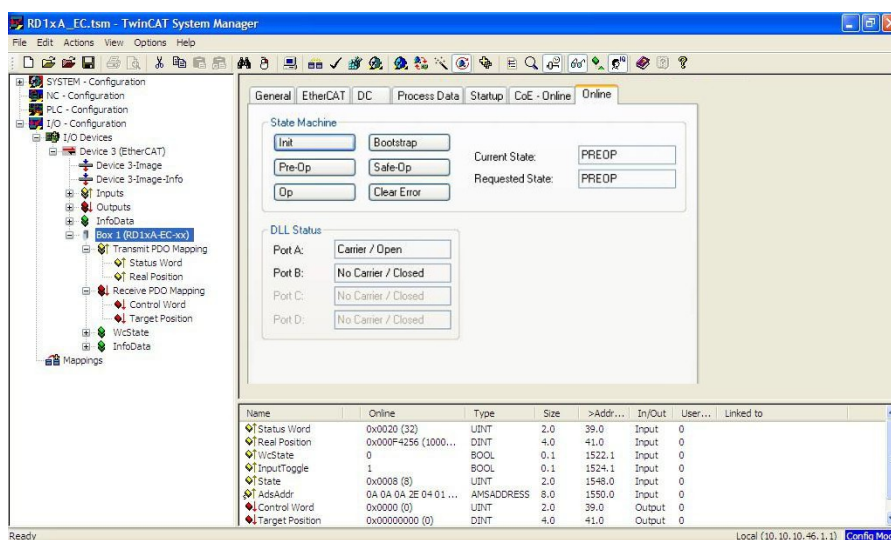 RD1xA_EC.tsm - TwinCAT System Manager
File Edit Actions View Options Help
SYSTEM - Configuration
NC - Configuration
PLC - Configuration
I/O - Configuration
I/O Devices
Device 3 (EtherCAT)
Device 3-Image
Device 3-Image-Info
Inputs
Outputs
InfoData
Box 1 (RD1xA-EC-xx)
Transmit PDO Mapping
Status Word
Real Position
Receive PDO Mapping
Control Word
Target Position
WcState
InfoData
Mappings
General EtherCAT DC Process Data Startup CoE - Online Online
State Machine
Init Bootstrap
Pre-Op Safe-Op
Op Clear Error
Current State: PREOP
Requested State: PREOP
DLL Status
Port A: Carrier / Open
Port B: No Carrier / Closed
Port C: No Carrier / Closed
Port D: No Carrier / Closed
Name Online Type Size >Addr... In/Out User... Linked to
Status Word 0x0020 (32) UINT 2.0 39.0 Input 0
Real Position 0x000F4256 (1000... DINT 4.0 41.0 Input 0
WcState 0 BOOL 0.1 1522.1 Input 0
InputToggle 1 BOOL 0.1 1524.1 Input 0
State 0x0008 (8) UINT 2.0 1548.0 Input 0
AdsAddr 0A 0A 0A 2E 04 01 ... AMSADDRESS 8.0 1550.0 Input 0
Control Word 0x0000 (0) UINT 2.0 39.0 Output 0
Target Position 0x00000000 (0) DINT 4.0 41.0 Output 0
Ready Local (10.10.10.46.1.1) Config Mo